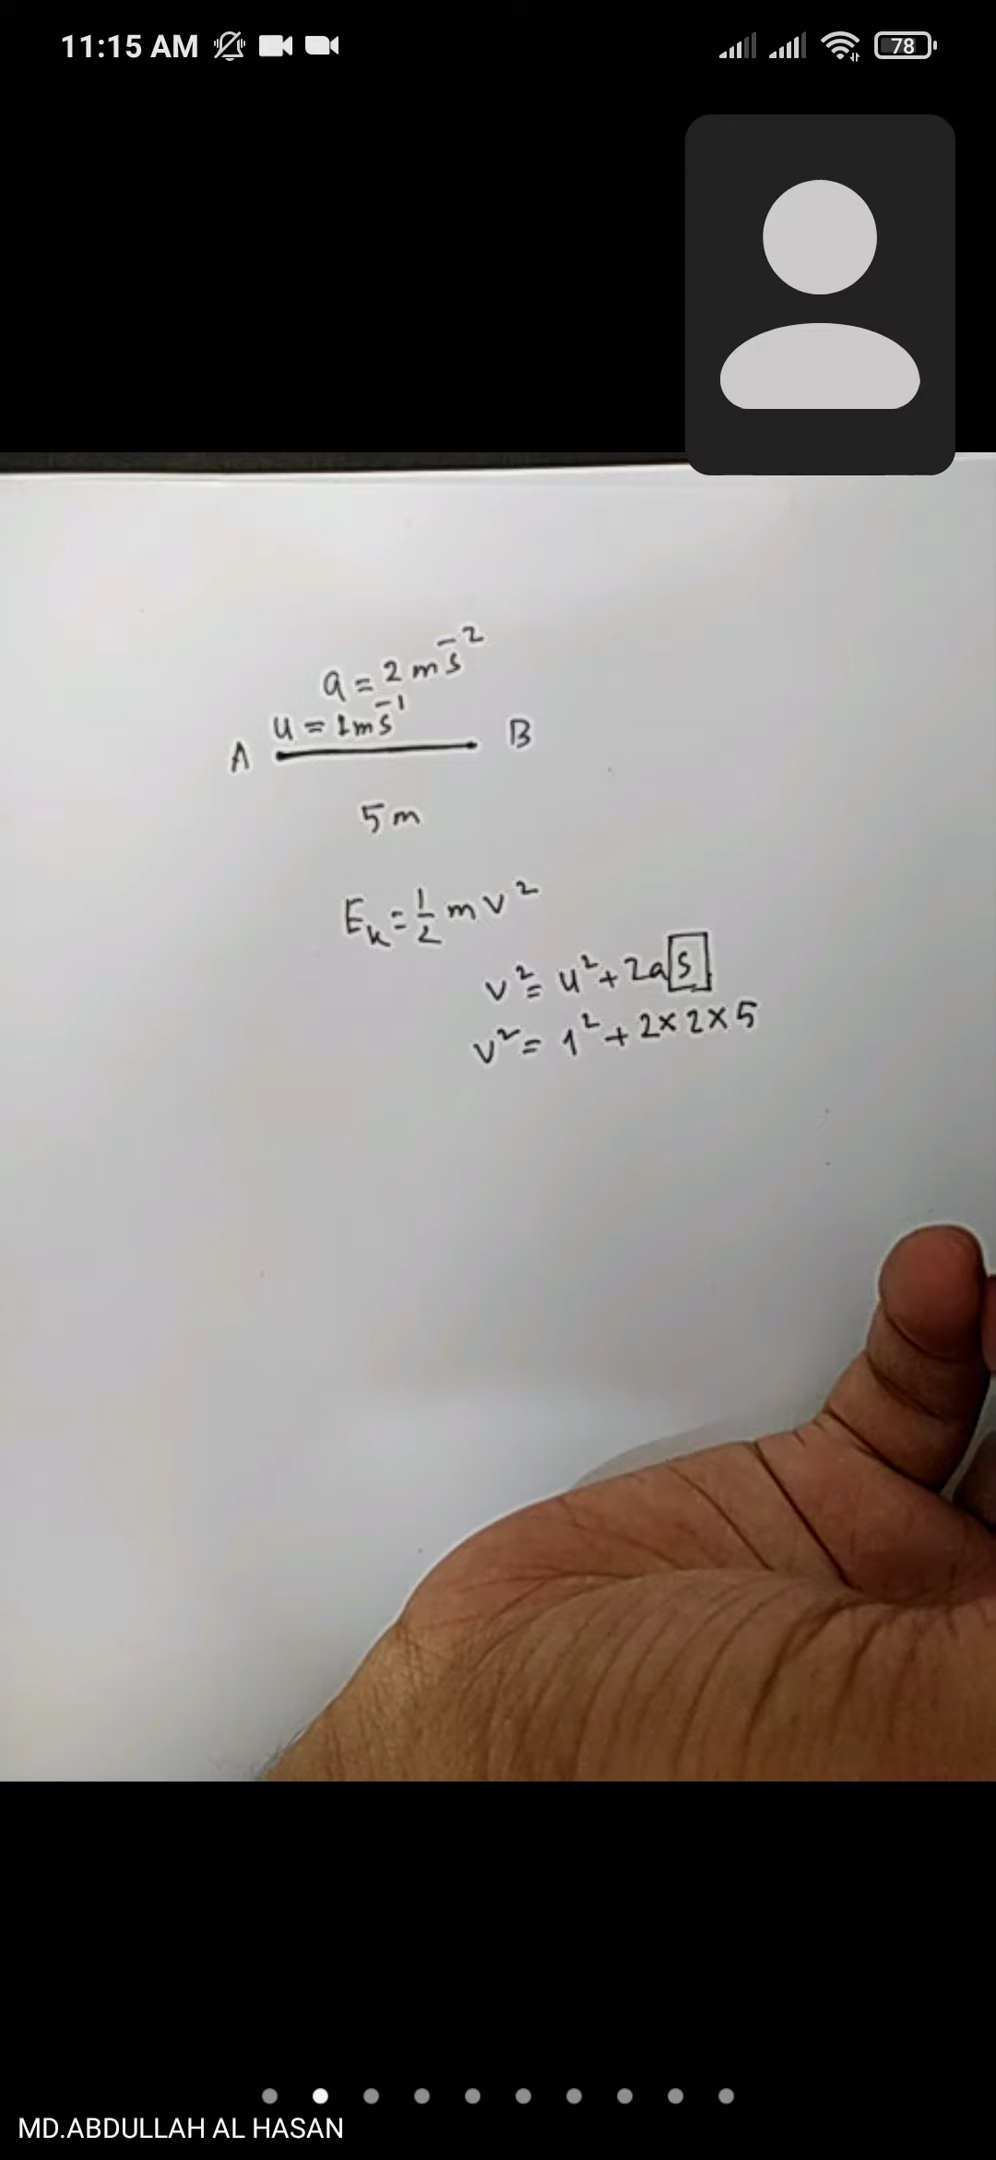 11:15 AM
78
a = 2 ms⁻²
u = 1ms⁻¹
A
B
5m
Eₖ = ½ mv²
v² = u² + 2as
v² = 1² + 2×2×5
MD.ABDULLAH AL HASAN